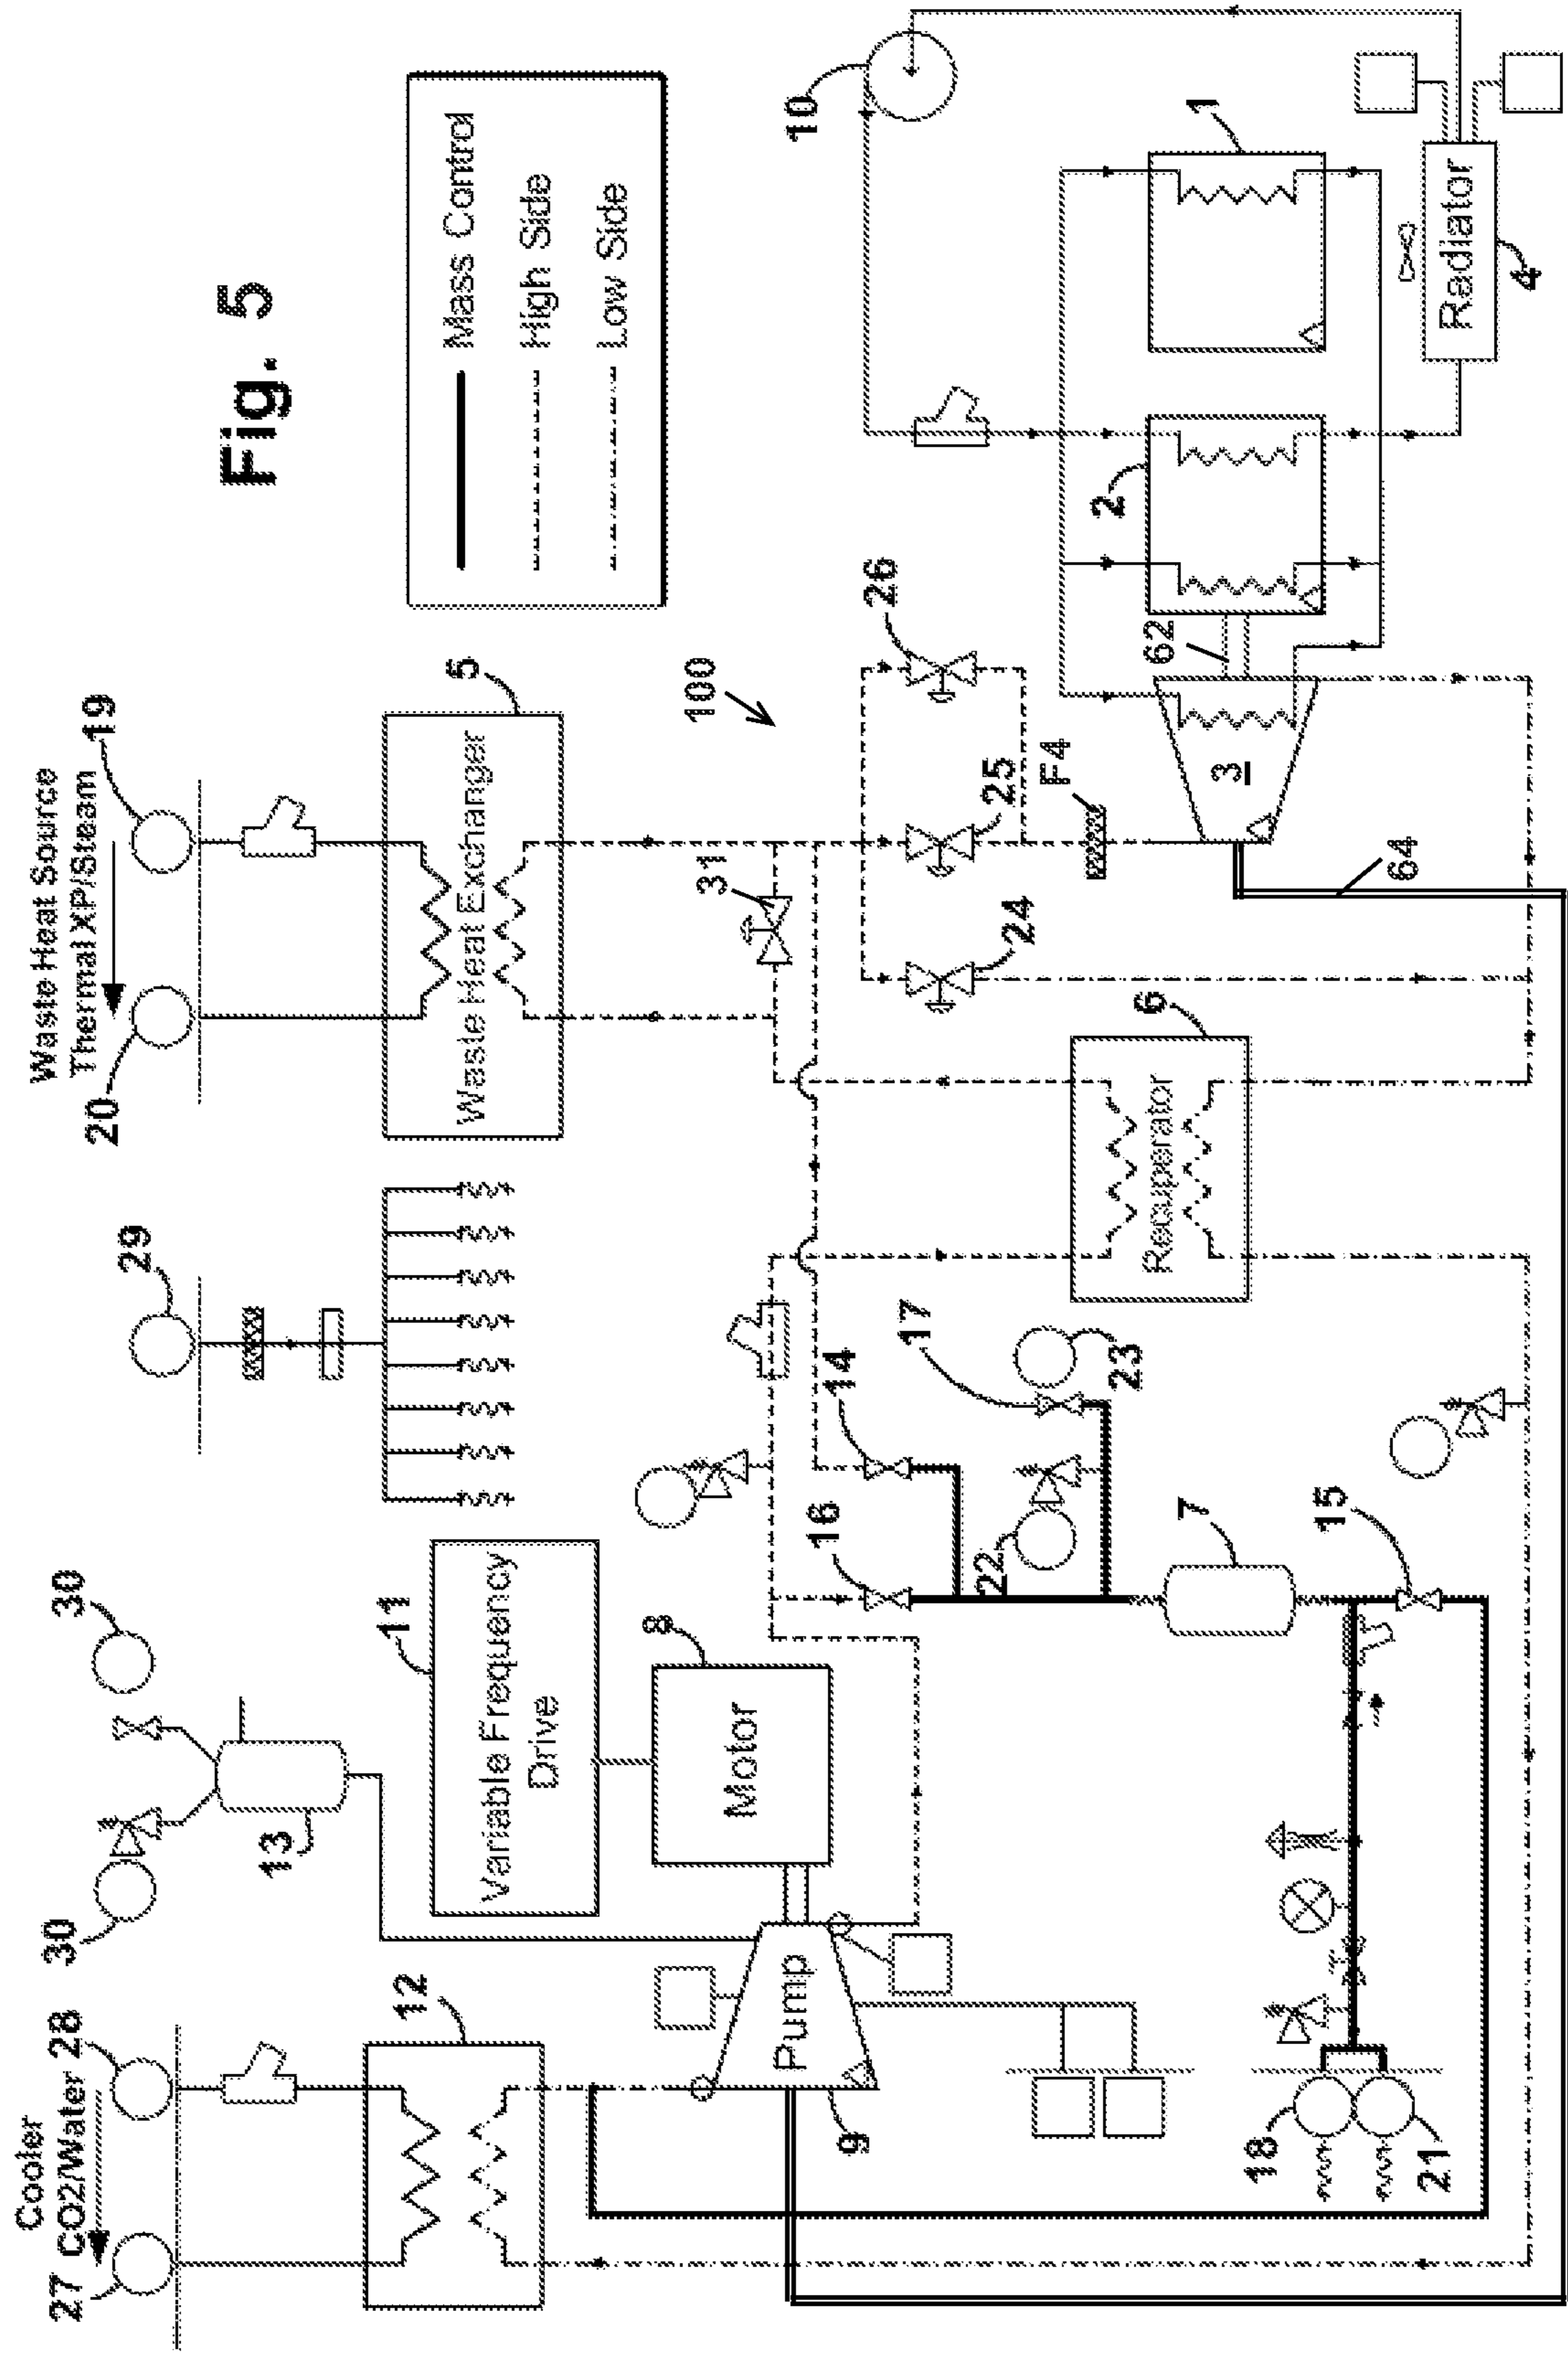 Fig. 5
Mass Control
High Side
Low Side
Cooler
CO2/Water
27
28
12
30
30
13
29
Waste Heat Source
Thermal XP/Steam
20
19
Waste Heat Exchanger
5
Variable Frequency
Drive
11
Motor
8
Pump
9
100
31
26
25
24
F4
10
16
14
17
22
23
Recuperator
6
62
2
1
3
64
7
15
18
21
Radiator
4